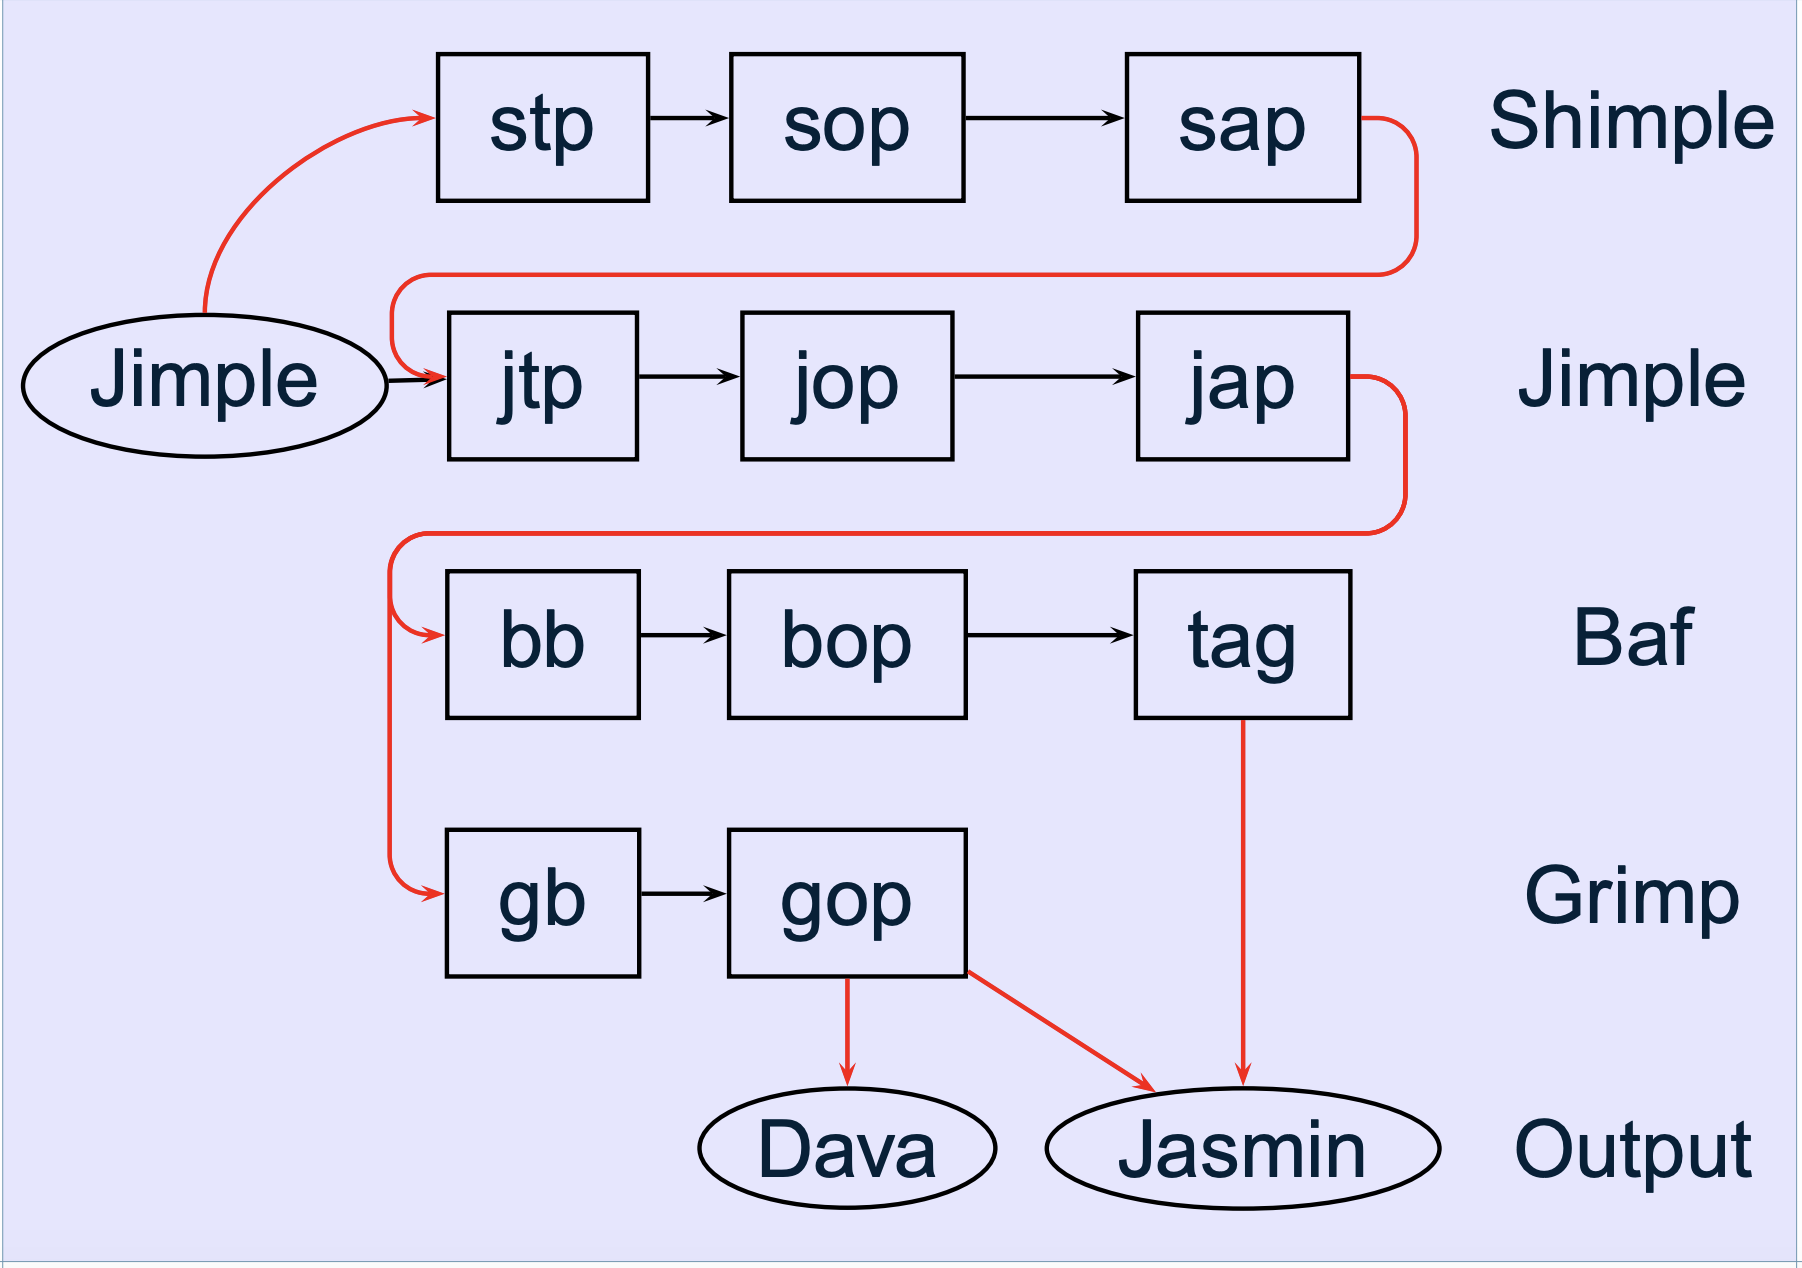 stp sop sap Shimple
Jimple jtp jop jap Jimple
bb bop tag Baf
gb gop Grimp
Dava Jasmin Output